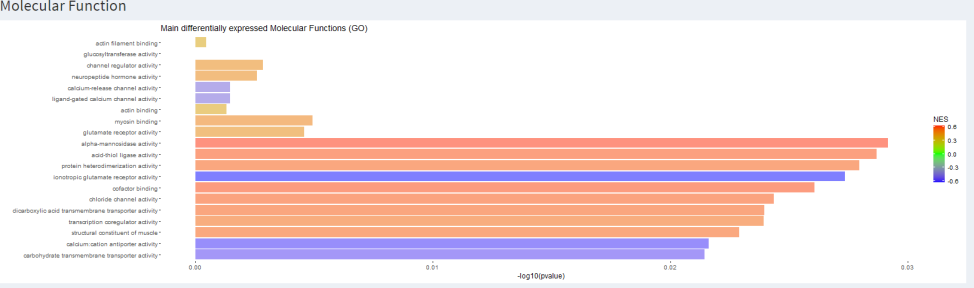 Molecular Function
Main differentially expressed Molecular Functions (GO)
actin filament binding
glucosyltransferase activity
channel regulator activity
neuropeptide hormone activity
calcium-release channel activity
ligand-gated calcium channel activity
actin binding
myosin binding
glutamate receptor activity
alpha-mannosidase activity
acid-thiol ligase activity
protein heterodimerization activity
ionotropic glutamate receptor activity
cofactor binding
chloride channel activity
dicarboxylic acid transmembrane transporter activity
transcription coregulator activity
structural constituent of muscle
calcium:cation antiporter activity
carbohydrate transmembrane transporter activity
0.00 0.01 0.02 0.03
-log10(pvalue)
NES
0.6
0.3
0.0
-0.3
-0.6